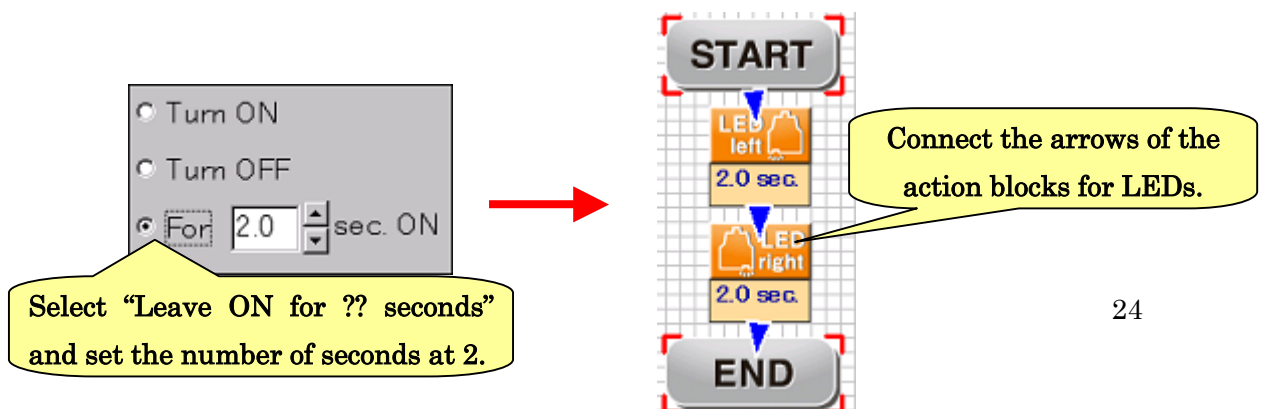 Turn ON
Turn OFF
For 2.0 sec. ON
Select “Leave ON for ?? seconds”
and set the number of seconds at 2.
START
LED
left
2.0 sec.
LED
right
2.0 sec.
END
Connect the arrows of the
action blocks for LEDs.
24